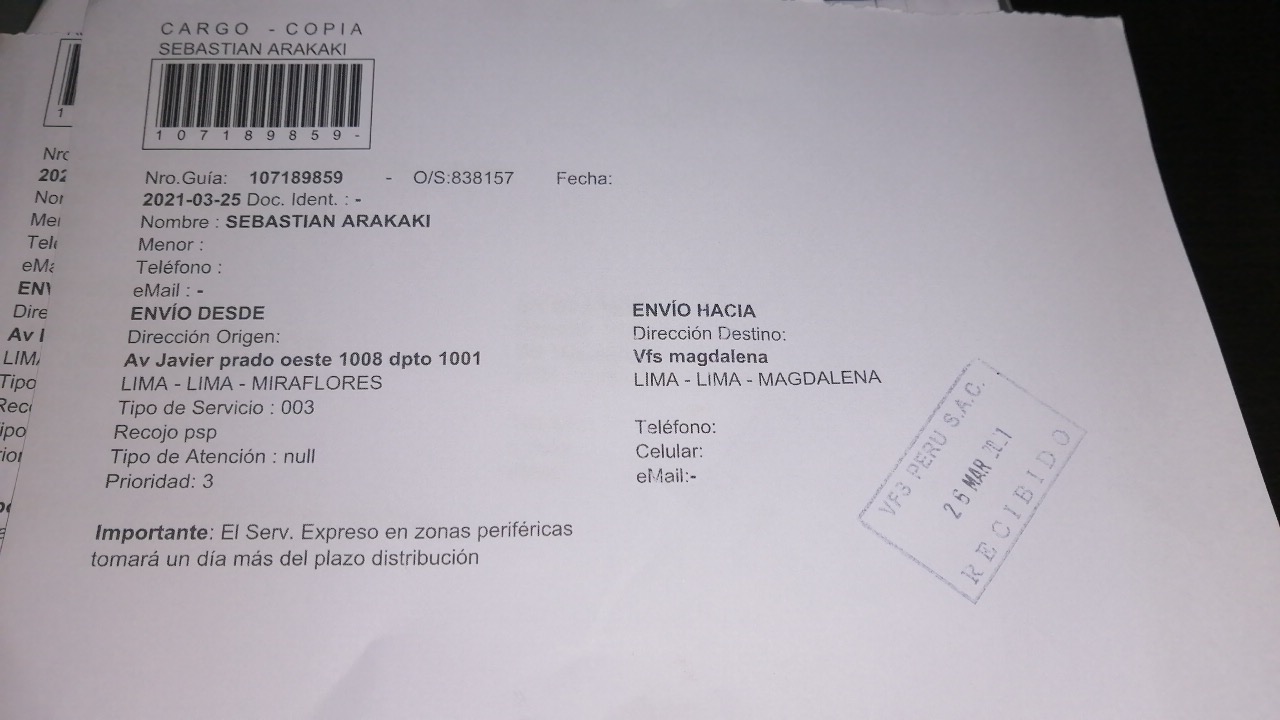 CARGO - COPIA
SEBASTIAN ARAKAKI
107189859-
Nro.Guía: 107189859 - O/S:838157 Fecha:
2021-03-25 Doc. Ident. : -
Nombre : SEBASTIAN ARAKAKI
Menor :
Teléfono :
eMail : -
ENVÍO DESDE
Dirección Origen:
Av Javier prado oeste 1008 dpto 1001
LIMA - LIMA - MIRAFLORES
Tipo de Servicio : 003
Recojo psp
Tipo de Atención : null
Prioridad: 3
ENVÍO HACIA
Dirección Destino:
Vfs magdalena
LIMA - LIMA - MAGDALENA
Teléfono:
Celular:
eMail:-
Importante: El Serv. Expreso en zonas periféricas
tomará un día más del plazo distribución
PERU S.A.C.
MAR
RECIBIDO